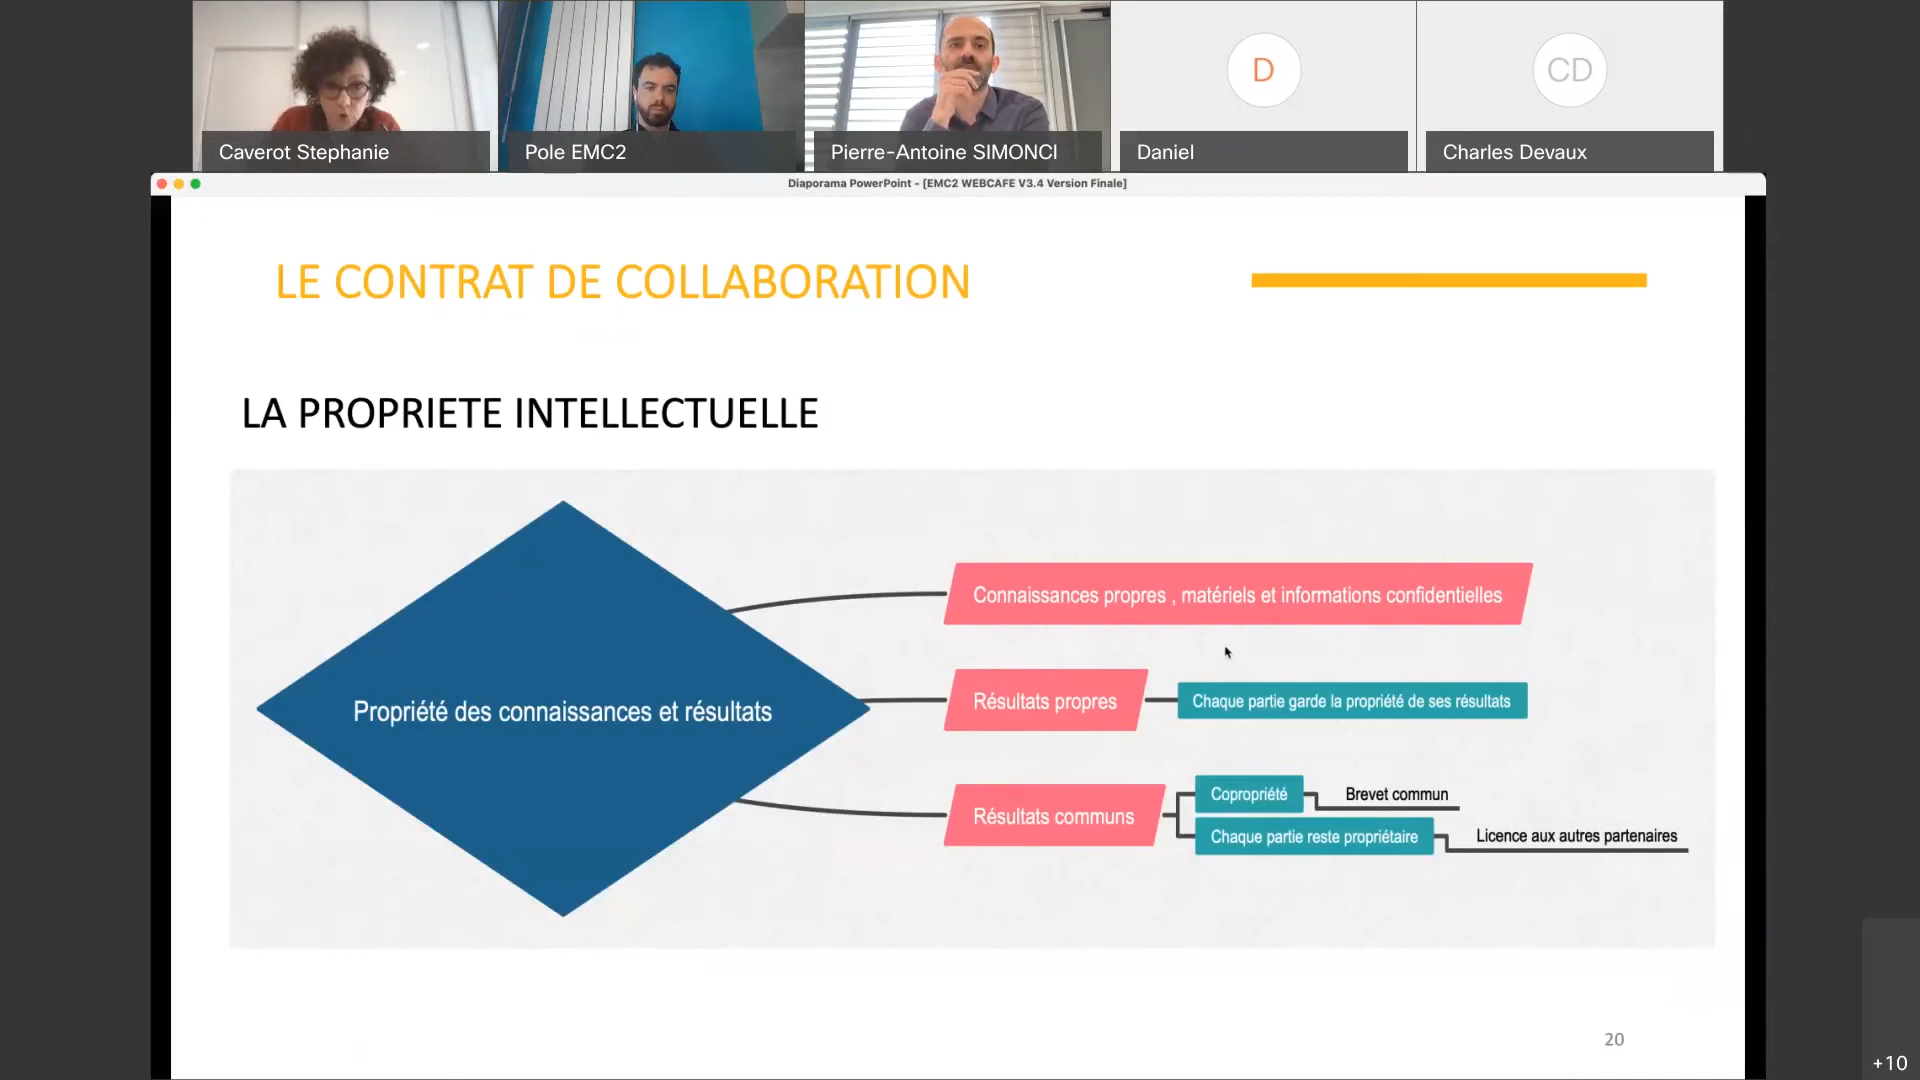 Caverot Stephanie
Pole EMC2
Pierre-Antoine SIMONCI
D
Daniel
CD
Charles Devaux
Diaporama PowerPoint - [EMC2 WEBCAFE V3.4 Version Finale]
LE CONTRAT DE COLLABORATION
LA PROPRIETE INTELLECTUELLE
Propriété des connaissances et résultats
Connaissances propres , matériels et informations confidentielles
Résultats propres
Chaque partie garde la propriété de ses résultats
Résultats communs
Copropriété
Brevet commun
Chaque partie reste propriétaire
Licence aux autres partenaires
20
+10